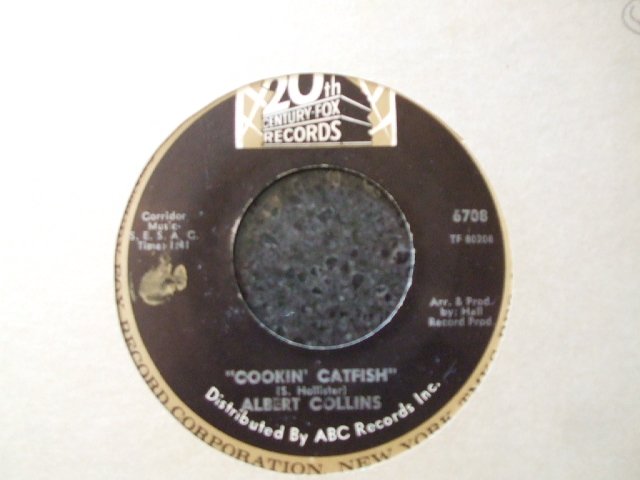 20th
CENTURY-FOX
RECORDS
Corridor
Music-
S. E. S. A. C.
Time: 1:41
6708
TF 80206
Arr. & Prod.
by: Hall
Record Prod.
"COOKIN' CATFISH"
(S. Hollister)
ALBERT COLLINS
Distributed By ABC Records Inc.
FOX RECORD CORPORATION, NEW YORK